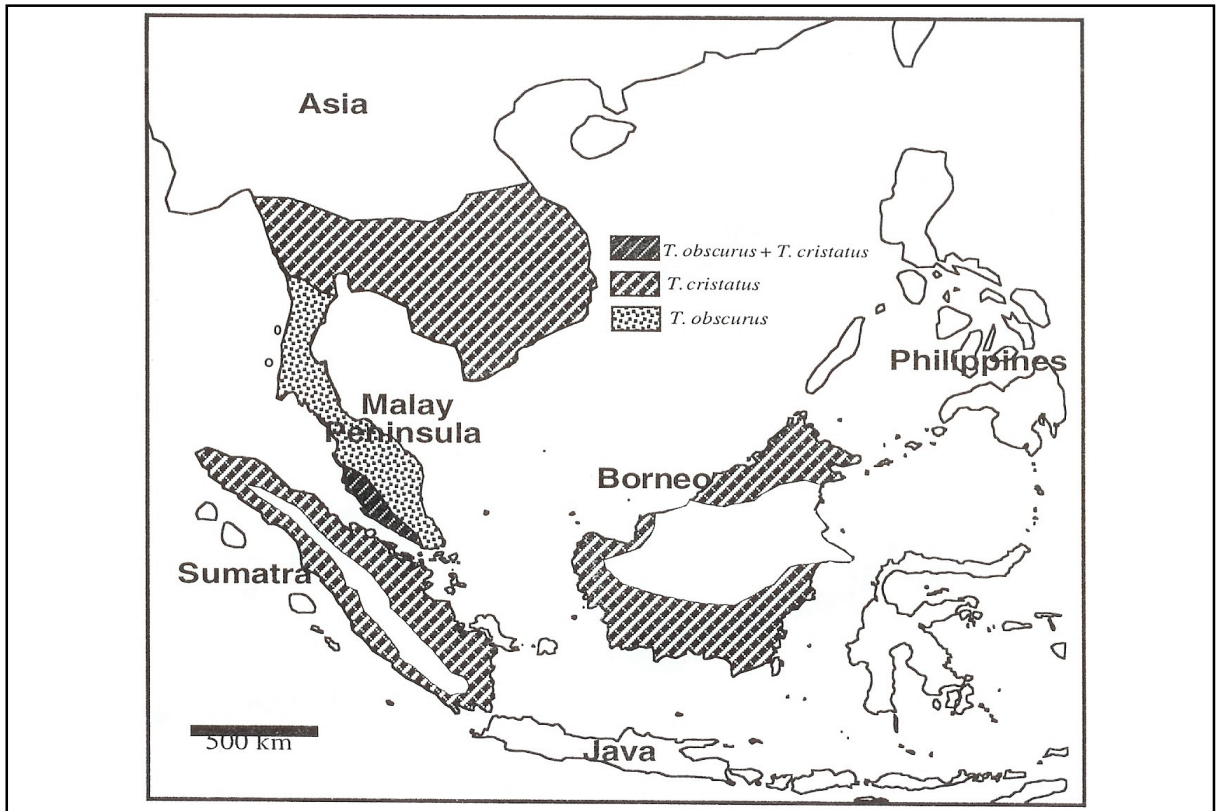 Asia
T. obscurus + T. cristatus
T. cristatus
T. obscurus
Philippines
Malay
Peninsula
Borneo
Sumatra
500 km
Java